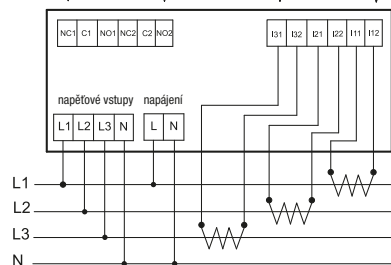 NC1 C1 NO1 NC2 C2 NO2 I31 I32 I21 I22 I11 I12
napěťové vstupy napájení
L1 L2 L3 N L N
L1
L2
L3
N